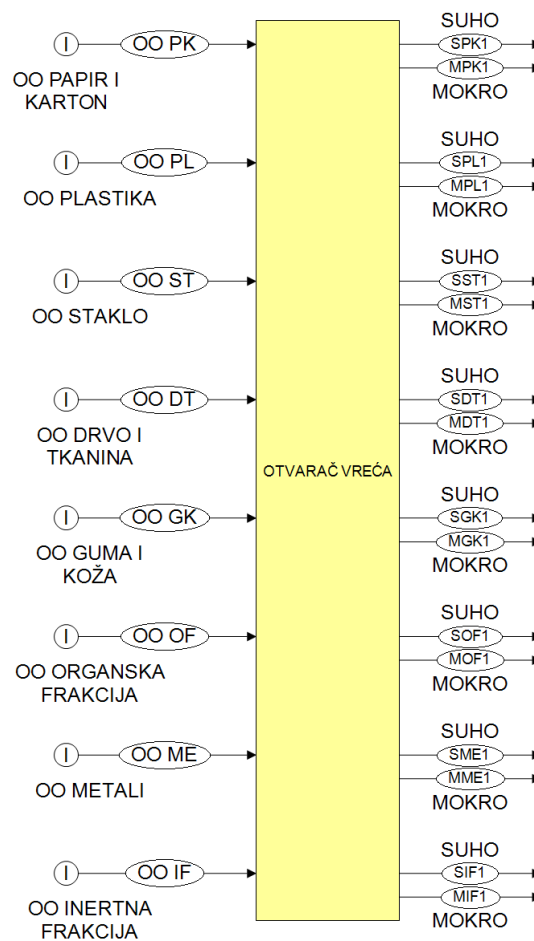 SUHO
I
OO PK
SPK1
MPK1
OO PAPIR I
KARTON
MOKRO
SUHO
I
OO PL
SPL1
MPL1
OO PLASTIKA
MOKRO
SUHO
I
OO ST
SST1
MST1
OO STAKLO
MOKRO
SUHO
I
OO DT
SDT1
MDT1
OO DRVO I
TKANINA
MOKRO
OTVARAČ VREĆA
SUHO
I
OO GK
SGK1
MGK1
OO GUMA I
KOŽA
MOKRO
SUHO
I
OO OF
SOF1
MOF1
OO ORGANSKA
FRAKCIJA
MOKRO
SUHO
I
OO ME
SME1
MME1
OO METALI
MOKRO
SUHO
I
OO IF
SIF1
MIF1
OO INERTNA
FRAKCIJA
MOKRO